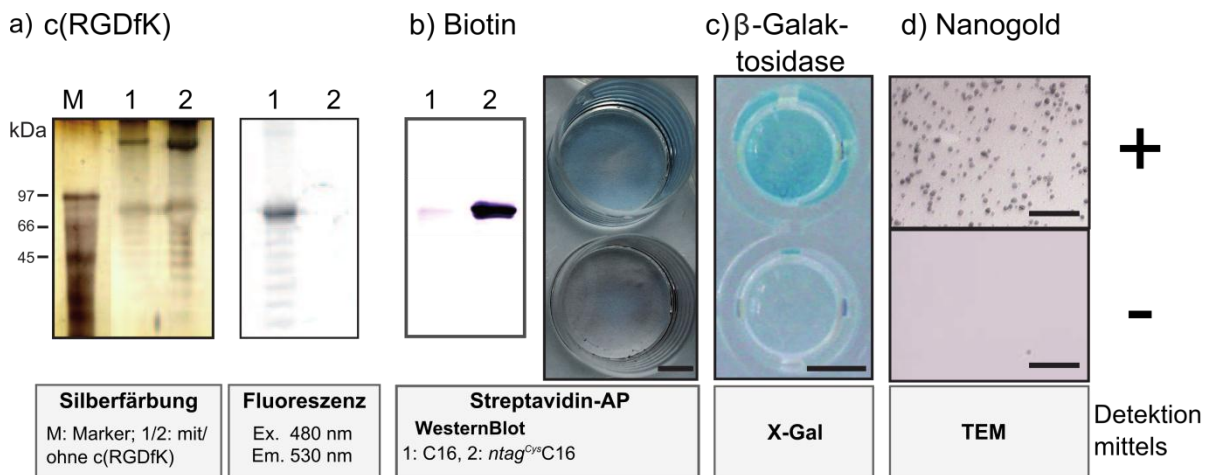 a) c(RGDfK)
b) Biotin
c) β-Galak-
tosidase
d) Nanogold
M 1 2
kDa
97
66
45
1 2
1 2
+
-
Silberfärbung
M: Marker; 1/2: mit/
ohne c(RGDfK)
Fluoreszenz
Ex. 480 nm
Em. 530 nm
Streptavidin-AP
WesternBlot
1: C16, 2: ntagCysC16
X-Gal
TEM
Detektion
mittels